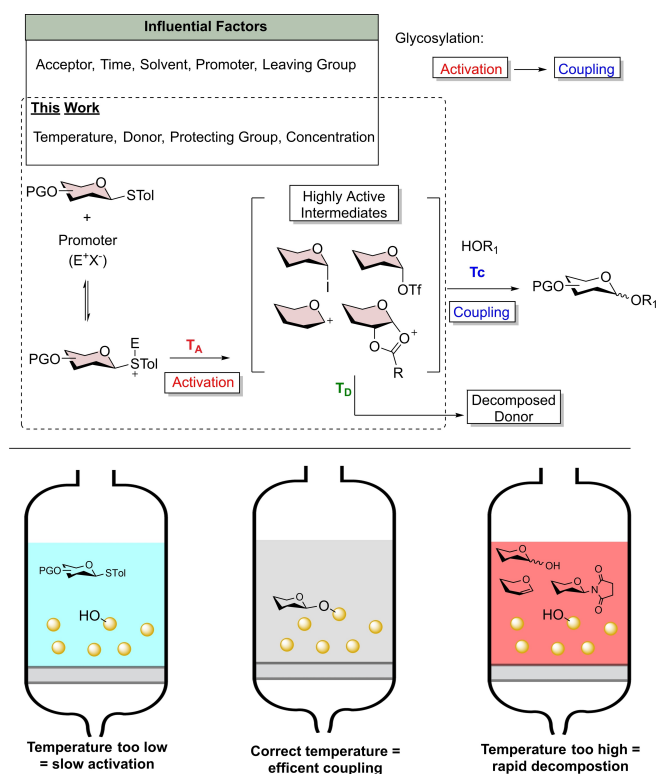 Influential Factors
Acceptor, Time, Solvent, Promoter, Leaving Group
Glycosylation:
Activation
Coupling
This Work
Temperature, Donor, Protecting Group, Concentration
PGO
O
STol
+
Promoter
(E+X-)
PGO
O
E
S
+
Tol
TA
Activation
Highly Active
Intermediates
O
I
O
OTf
O
+
O
O
O
+
R
HOR1
Tc
Coupling
PGO
O
OR1
TD
Decomposed
Donor
PGO
O
STol
HO
O
O
O
OH
O
O
N
O
O
HO
Temperature too low
= slow activation
Correct temperature =
efficent coupling
Temperature too high =
rapid decompostion